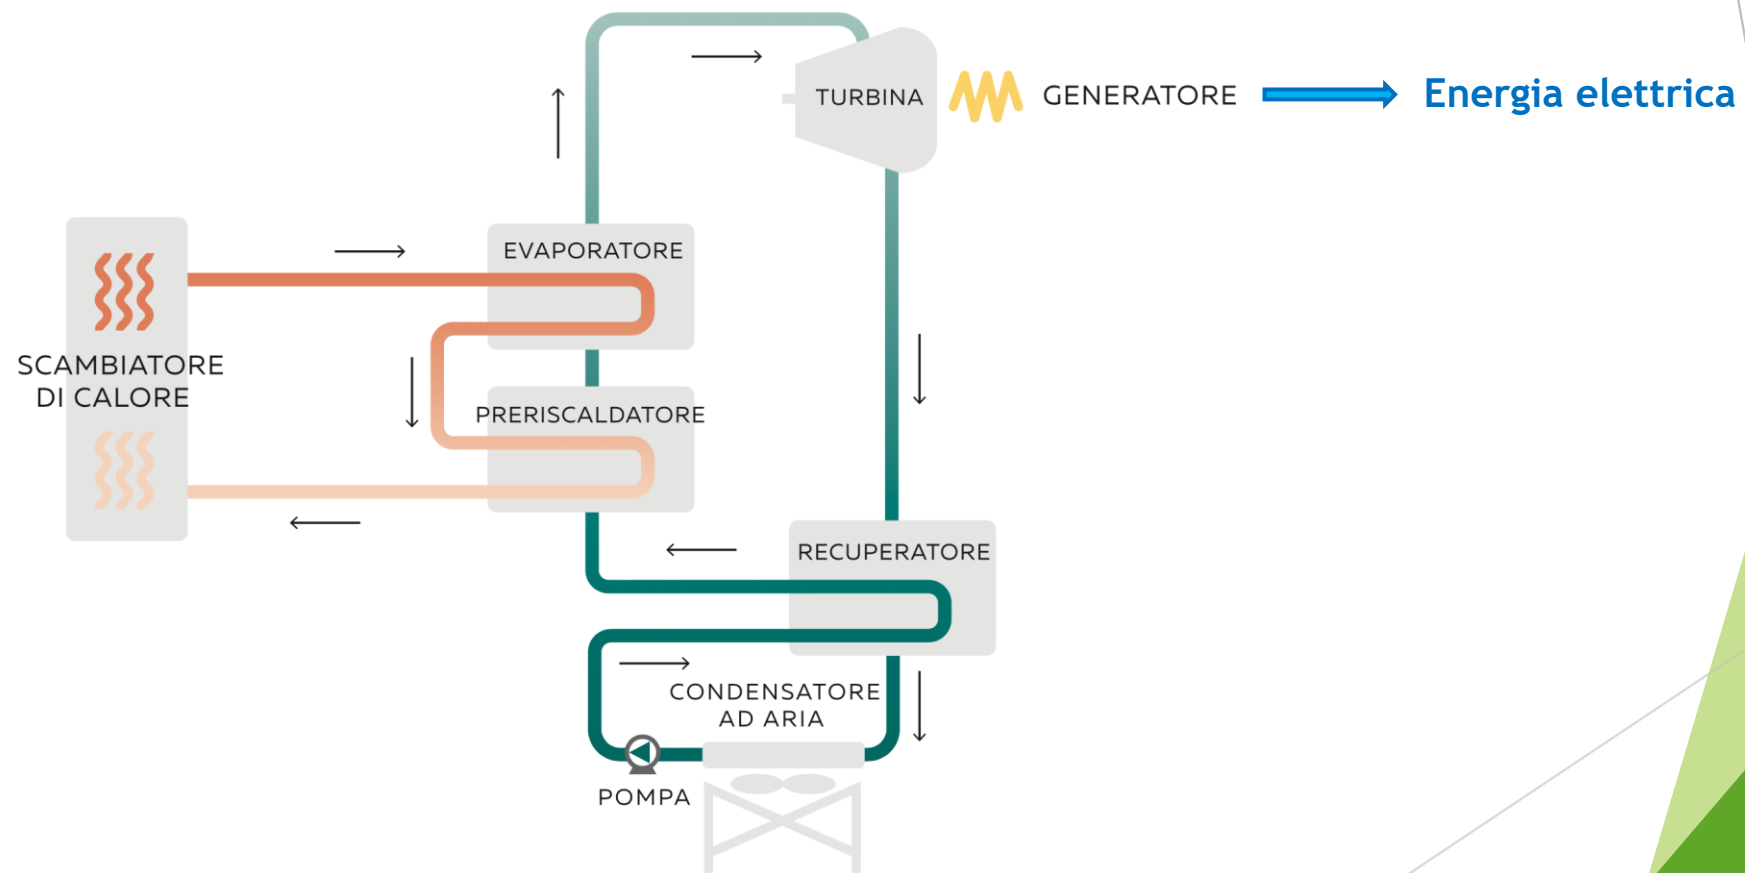 TURBINA
GENERATORE
Energia elettrica
EVAPORATORE
SCAMBIATORE
DI CALORE
PRERISCALDATORE
RECUPERATORE
CONDENSATORE
AD ARIA
POMPA